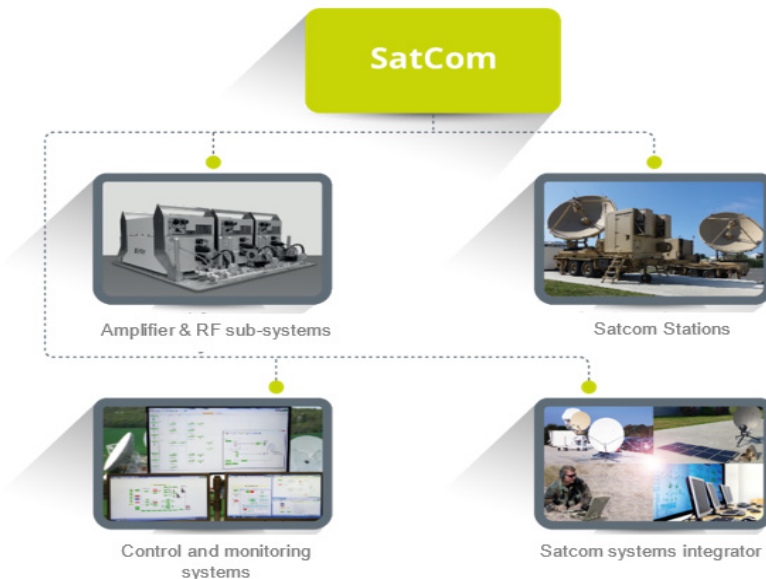 SatCom
Amplifier & RF sub-systems
Satcom Stations
Control and monitoring
systems
Satcom systems integrator